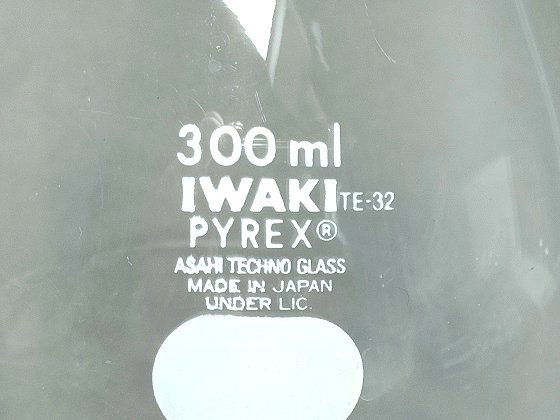 300 ml
IWAKI TE-32
PYREX®
ASAHI TECHNO GLASS
MADE IN JAPAN
UNDER LIC.